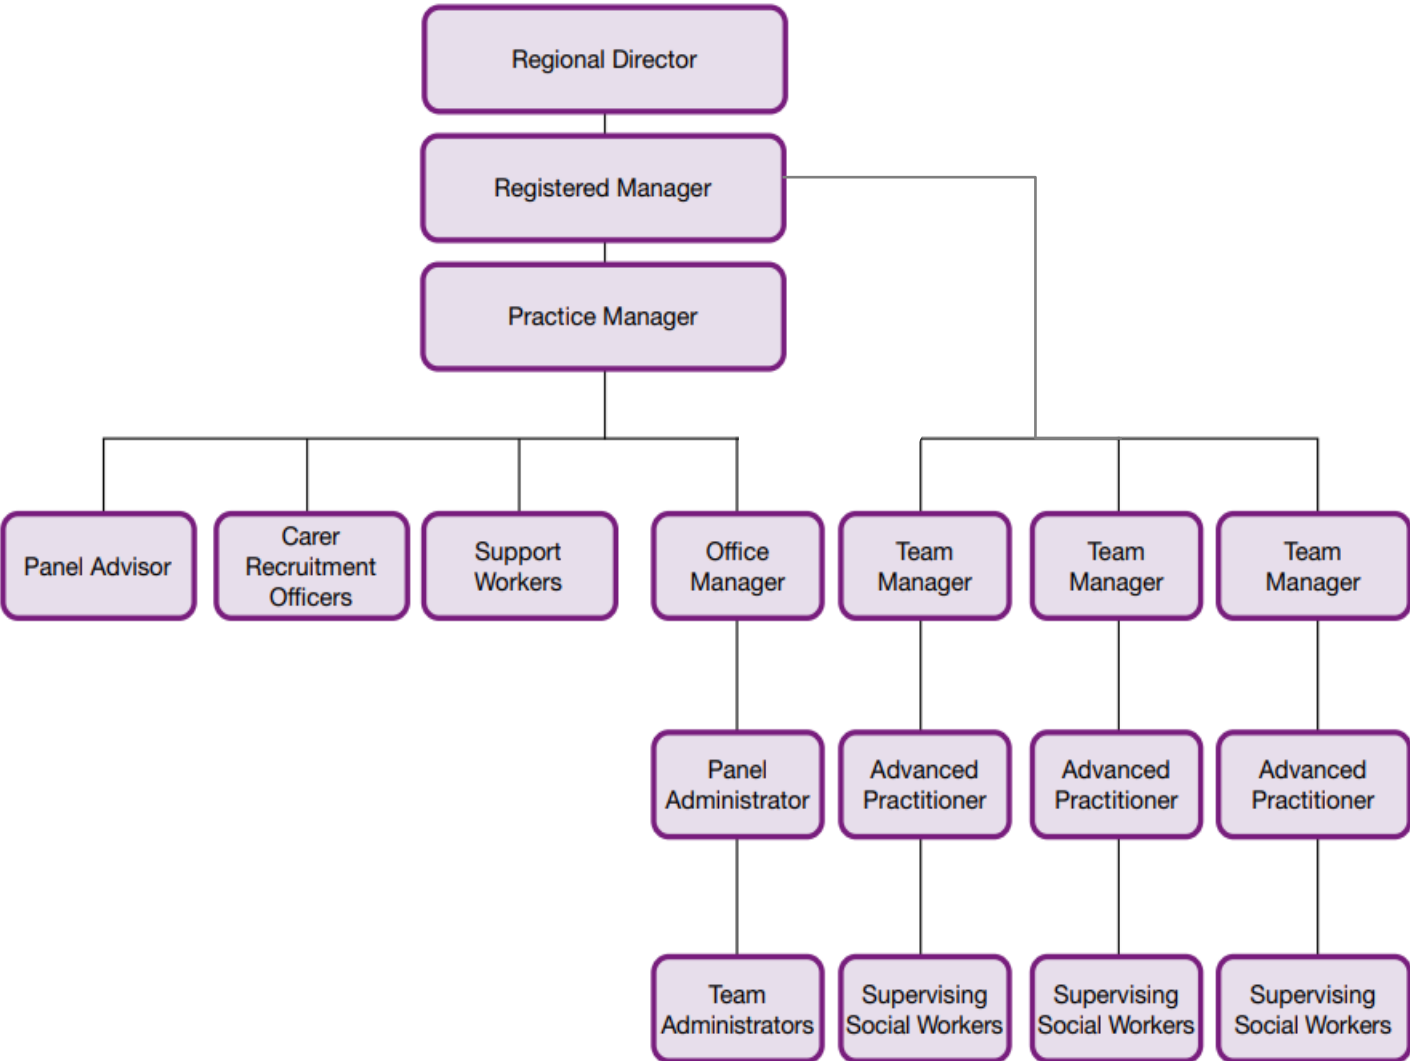 Regional Director
Registered Manager
Practice Manager
Panel Advisor
Carer
Recruitment
Officers
Support
Workers
Office
Manager
Team
Manager
Team
Manager
Team
Manager
Panel
Administrator
Advanced
Practitioner
Advanced
Practitioner
Advanced
Practitioner
Team
Administrators
Supervising
Social Workers
Supervising
Social Workers
Supervising
Social Workers